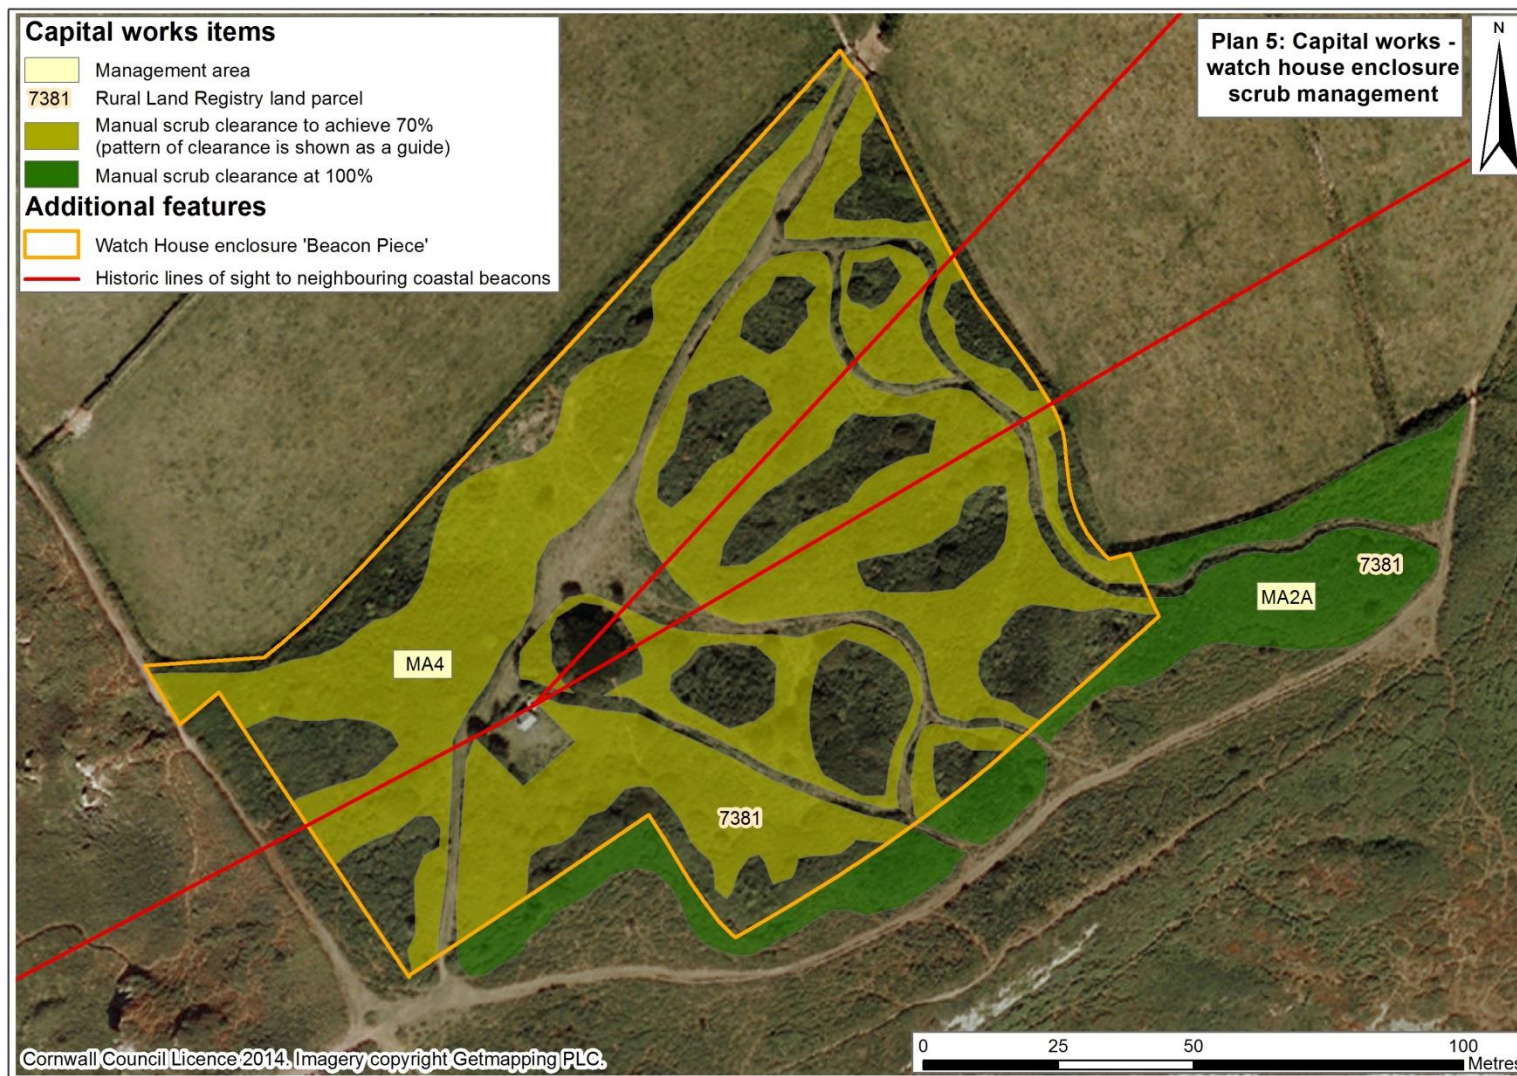 Capital works items
Management area
7381 Rural Land Registry land parcel
Manual scrub clearance to achieve 70%
(pattern of clearance is shown as a guide)
Manual scrub clearance at 100%
Additional features
Watch House enclosure 'Beacon Piece'
Historic lines of sight to neighbouring coastal beacons
Plan 5: Capital works -
watch house enclosure
scrub management
N
7381
MA2A
MA4
7381
Cornwall Council Licence 2014. Imagery copyright Getmapping PLC.
0 25 50 100
Metres